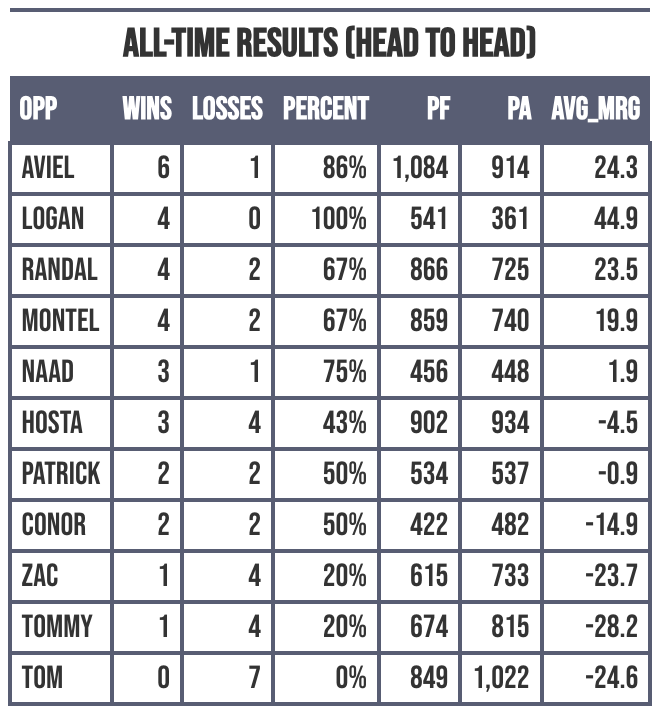 ALL-TIME RESULTS (HEAD TO HEAD)
OPP WINS LOSSES PERCENT PF PA AVG_MRG
AVIEL 6 1 86% 1,084 914 24.3
LOGAN 4 0 100% 541 361 44.9
RANDAL 4 2 67% 866 725 23.5
MONTEL 4 2 67% 859 740 19.9
NAAD 3 1 75% 456 448 1.9
HOSTA 3 4 43% 902 934 -4.5
PATRICK 2 2 50% 534 537 -0.9
CONOR 2 2 50% 422 482 -14.9
ZAC 1 4 20% 615 733 -23.7
TOMMY 1 4 20% 674 815 -28.2
TOM 0 7 0% 849 1,022 -24.6